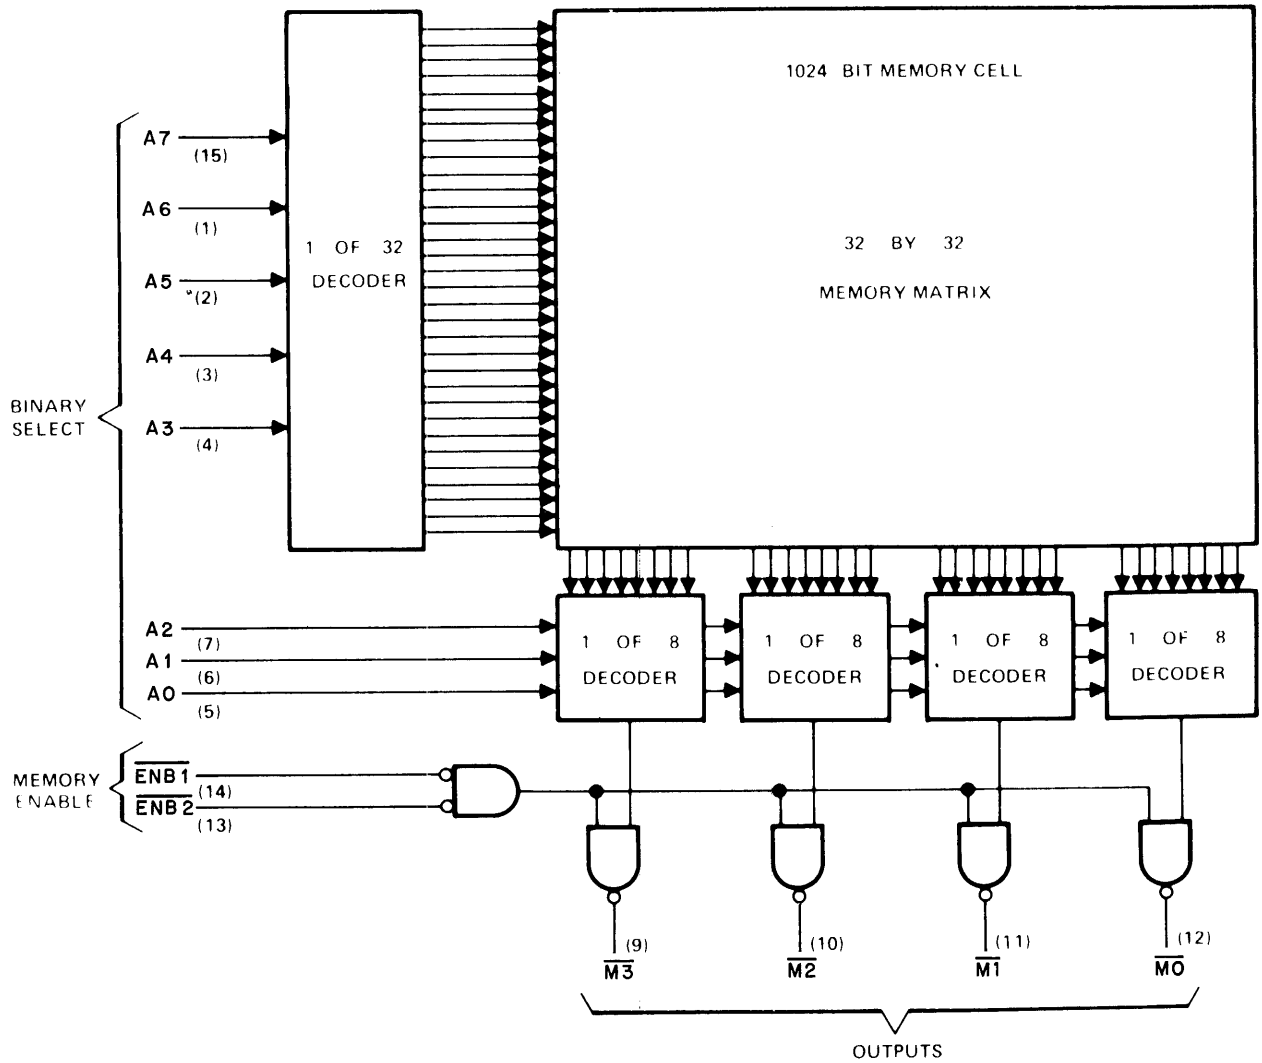 1024 BIT MEMORY CELL
A7
(15)
A6
(1)
1 OF 32
DECODER
32 BY 32
MEMORY MATRIX
A5
(2)
A4
(3)
BINARY
SELECT
A3
(4)
A2
(7)
A1
(6)
A0
(5)
1 OF 8
DECODER
1 OF 8
DECODER
1 OF 8
DECODER
1 OF 8
DECODER
MEMORY
ENABLE
ENB1
(14)
ENB2
(13)
(9)
M3
(10)
M2
(11)
M1
(12)
M0
OUTPUTS